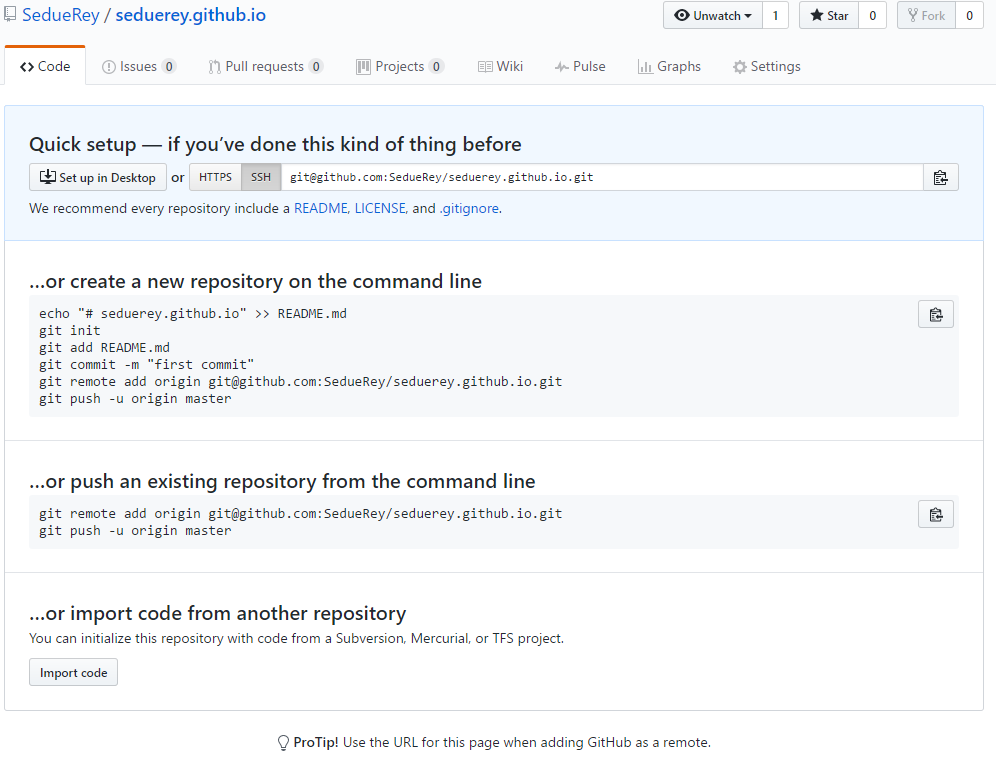 SedueRey / seduerey.github.io
Unwatch 1 Star 0 Fork 0
Code Issues 0 Pull requests 0 Projects 0 Wiki Pulse Graphs Settings
Quick setup — if you’ve done this kind of thing before
Set up in Desktop or HTTPS SSH git@github.com:SedueRey/seduerey.github.io.git
We recommend every repository include a README, LICENSE, and .gitignore.
…or create a new repository on the command line
echo "# seduerey.github.io" >> README.md
git init
git add README.md
git commit -m "first commit"
git remote add origin git@github.com:SedueRey/seduerey.github.io.git
git push -u origin master
…or push an existing repository from the command line
git remote add origin git@github.com:SedueRey/seduerey.github.io.git
git push -u origin master
…or import code from another repository
You can initialize this repository with code from a Subversion, Mercurial, or TFS project.
Import code
ProTip! Use the URL for this page when adding GitHub as a remote.